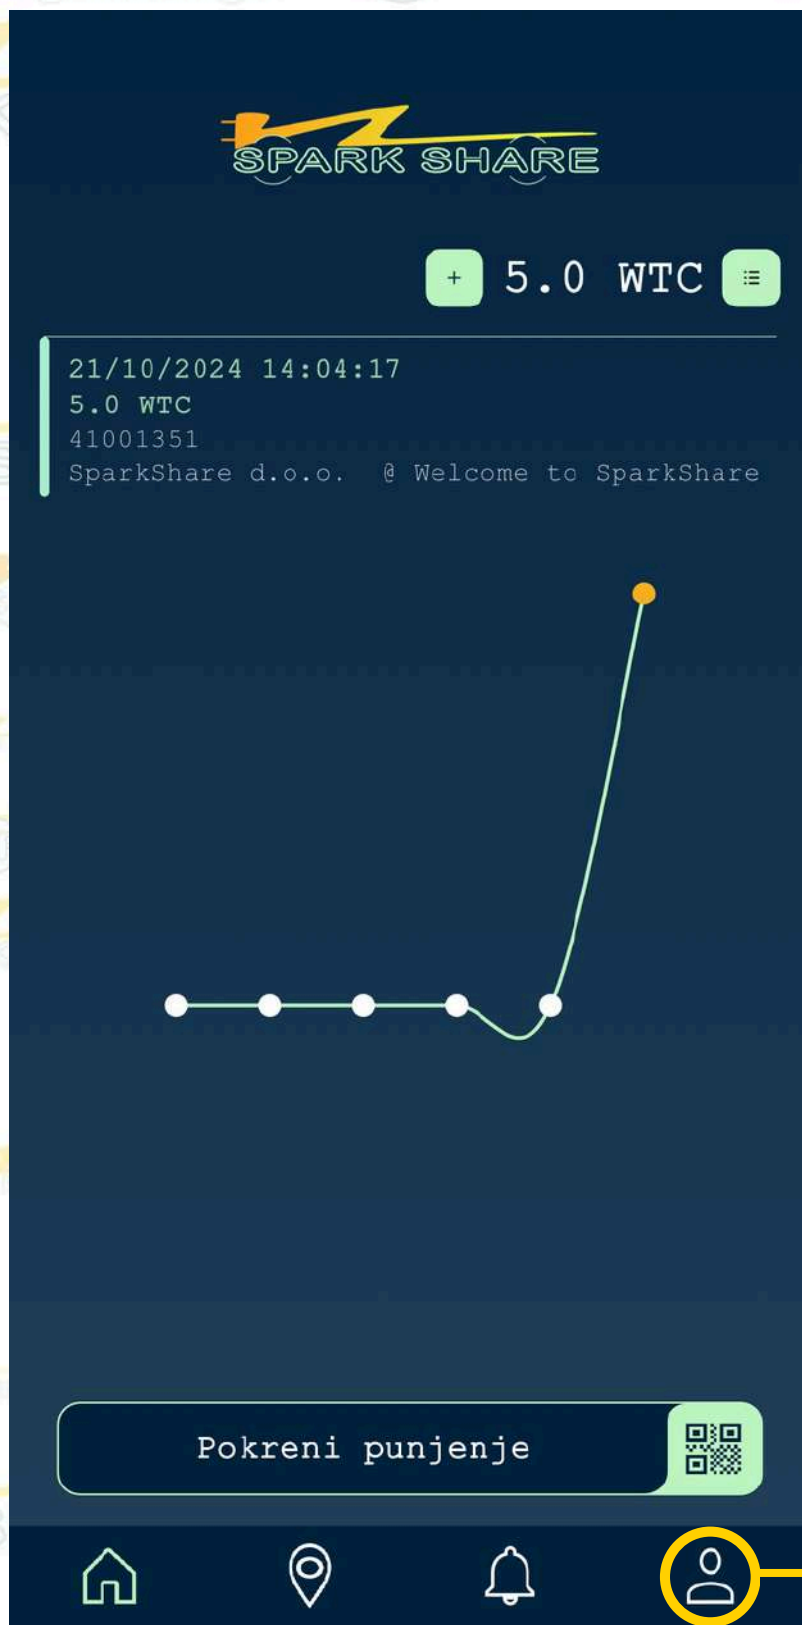 SPARK SHARE
+ 5.0 WTC
21/10/2024 14:04:17
5.0 WTC
41001351
SparkShare d.o.o. @ Welcome to SparkShare
Pokreni punjenje